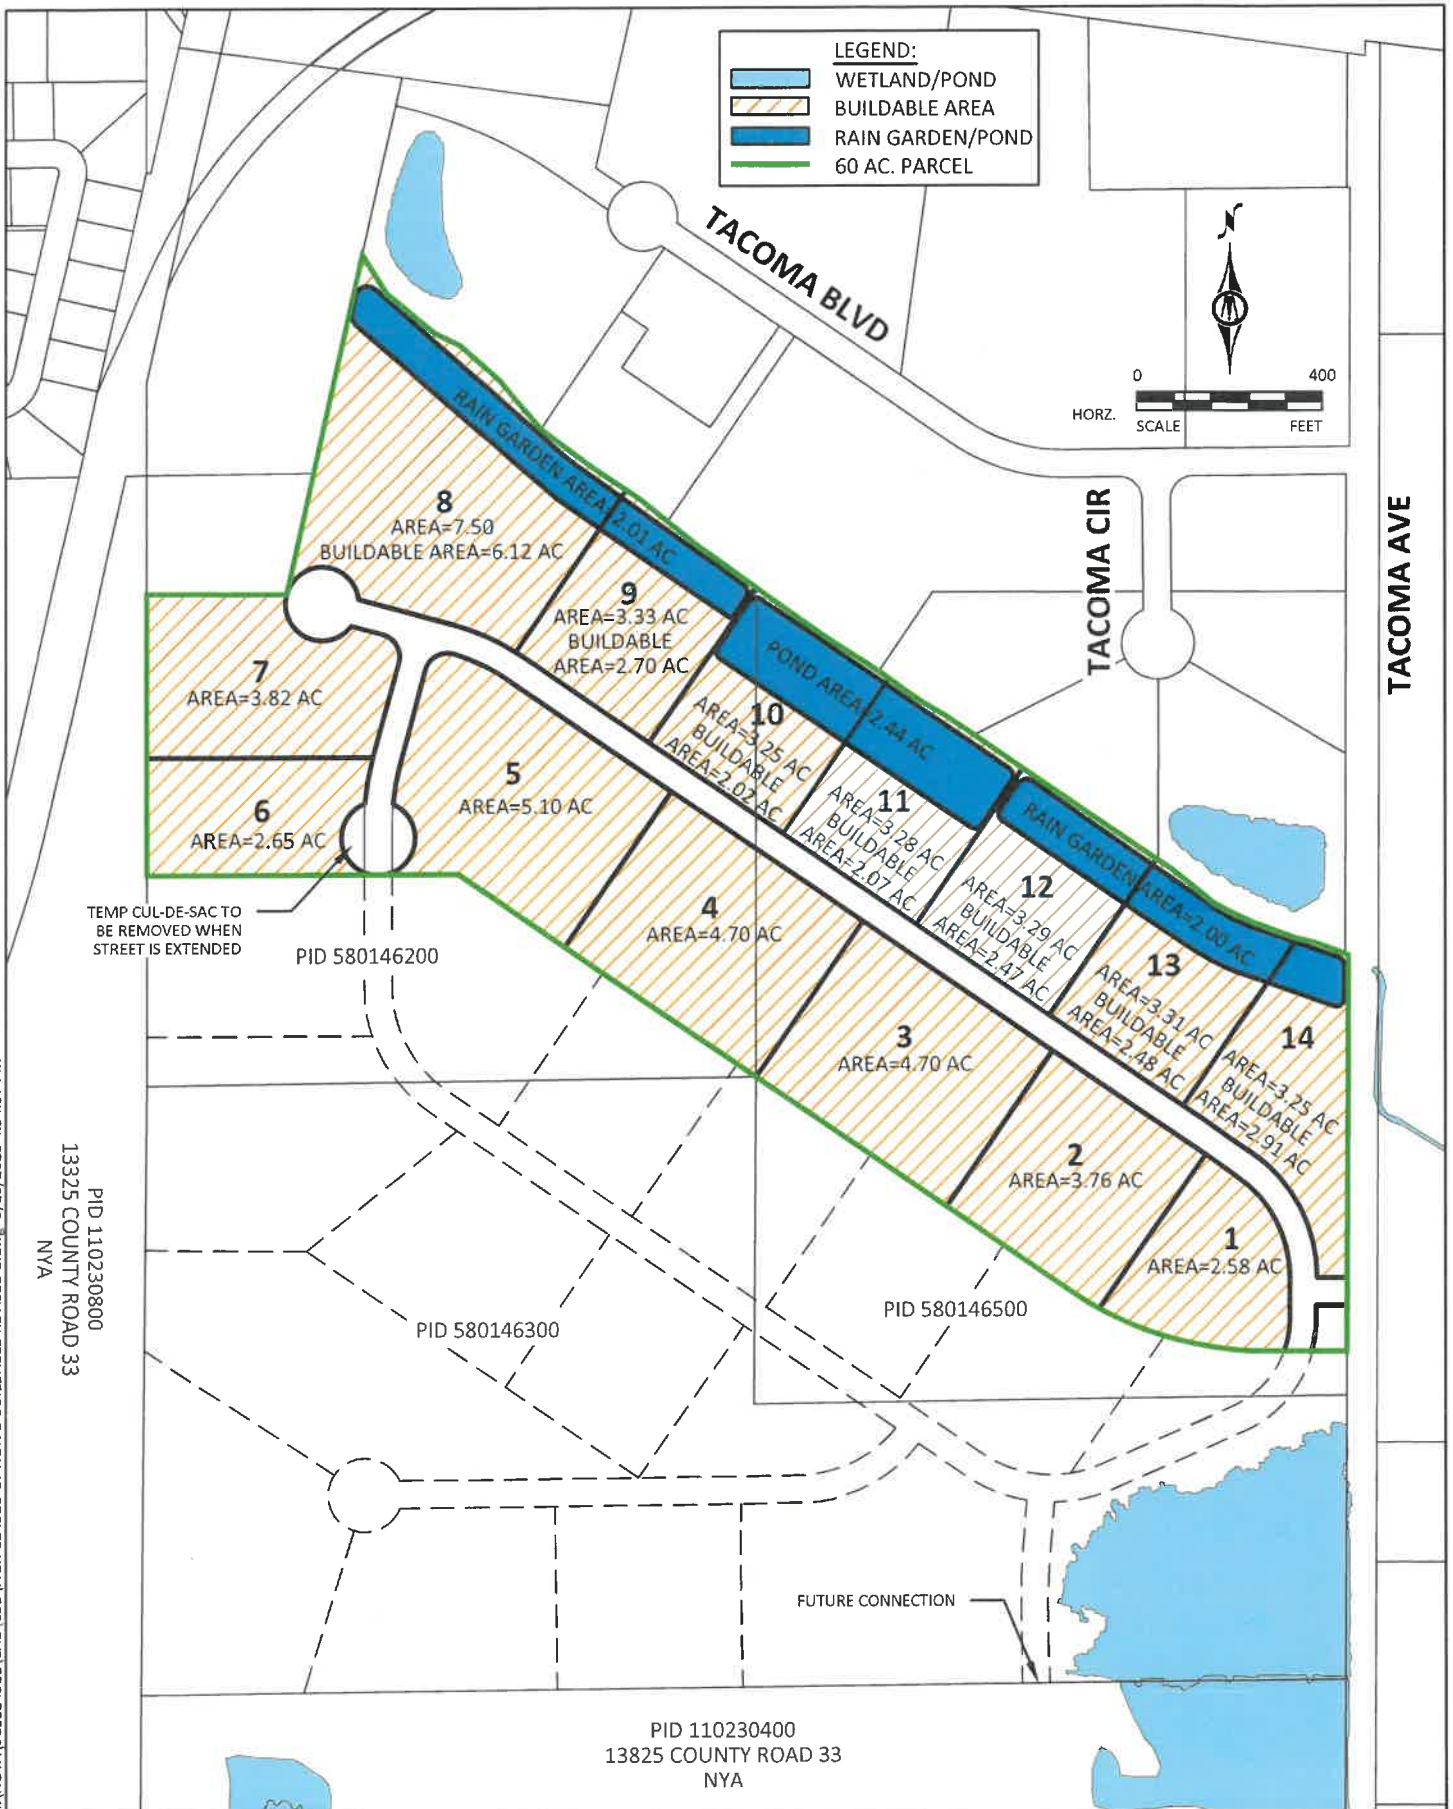 LEGEND:
WETLAND/POND
BUILDABLE AREA
RAIN GARDEN/POND
60 AC. PARCEL
N
TACOMA BLVD
0 400
HORZ.
SCALE FEET
TACOMA CIR
TACOMA AVE
RAIN GARDEN AREA=2.01 AC
8
AREA=7.50
BUILDABLE AREA=6.12 AC
9
AREA=3.33 AC
BUILDABLE
AREA=2.70 AC
POND AREA=2.44 AC
7
AREA=3.82 AC
10
AREA=3.25 AC
BUILDABLE
AREA=2.02 AC
5
AREA=5.10 AC
11
AREA=3.28 AC
BUILDABLE
AREA=2.07 AC
6
AREA=2.65 AC
RAIN GARDEN AREA=2.00 AC
12
AREA=3.29 AC
BUILDABLE
AREA=2.47 AC
4
AREA=4.70 AC
TEMP CUL-DE-SAC TO
BE REMOVED WHEN
STREET IS EXTENDED
PID 580146200
13
AREA=3.31 AC
BUILDABLE
AREA=2.48 AC
3
AREA=4.70 AC
14
AREA=3.25 AC
BUILDABLE
AREA=2.91 AC
2
AREA=3.76 AC
1
AREA=2.58 AC
PID 110230800
13325 COUNTY ROAD 33
NYA
PID 580146300
PID 580146500
FUTURE CONNECTION
PID 110230400
13825 COUNTY ROAD 33
NYA